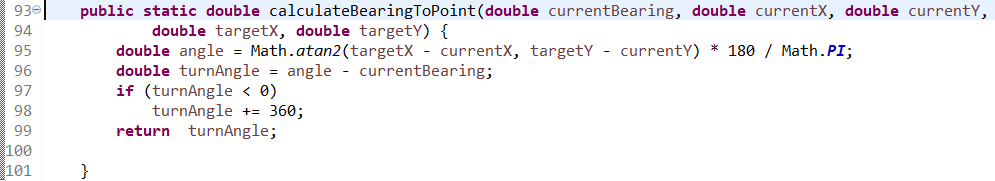 93 public static double calculateBearingToPoint(double currentBearing, double currentX, double currentY,
94 double targetX, double targetY) {
95 double angle = Math.atan2(targetX - currentX, targetY - currentY) * 180 / Math.PI;
96 double turnAngle = angle - currentBearing;
97 if (turnAngle < 0)
98 turnAngle += 360;
99 return  turnAngle;
100
101 }